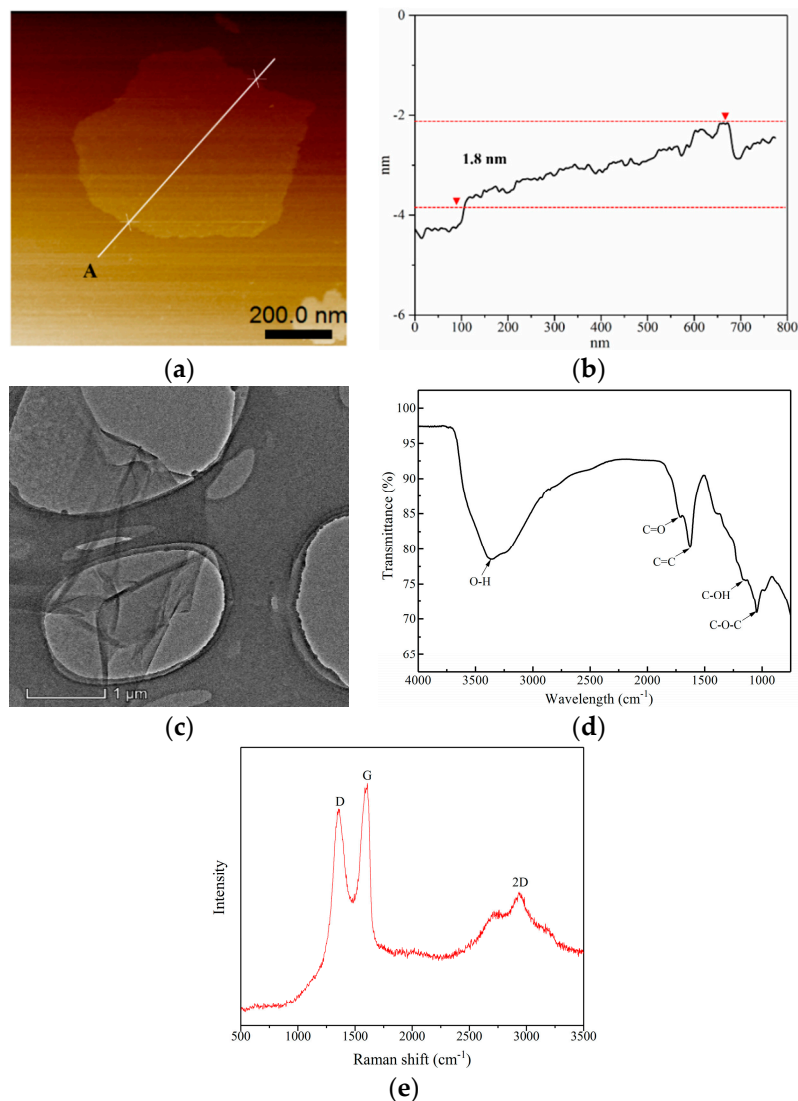 A
200.0 nm
(a)
0
-2
-4
-6
nm
1.8 nm
0 100 200 300 400 500 600 700 800
nm
(b)
1 μm
(c)
100
95
90
85
80
75
70
65
Transmittance (%)
C=O
C=C
O-H
C-OH
C-O-C
4000 3500 3000 2500 2000 1500 1000
Wavelength (cm⁻¹)
(d)
D
G
2D
Intensity
500 1000 1500 2000 2500 3000 3500
Raman shift (cm⁻¹)
(e)